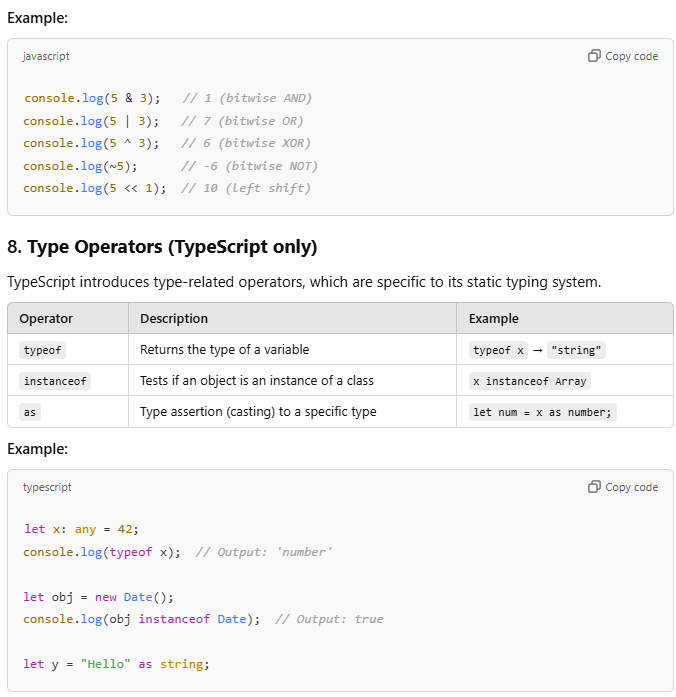 Example:
javascript
Copy code
console.log(5 & 3);   // 1 (bitwise AND)
console.log(5 | 3);   // 7 (bitwise OR)
console.log(5 ^ 3);   // 6 (bitwise XOR)
console.log(~5);      // -6 (bitwise NOT)
console.log(5 << 1);  // 10 (left shift)
8. Type Operators (TypeScript only)
TypeScript introduces type-related operators, which are specific to its static typing system.
Operator Description Example
typeof Returns the type of a variable typeof x → "string"
instanceof Tests if an object is an instance of a class x instanceof Array
as Type assertion (casting) to a specific type let num = x as number;
Example:
typescript
Copy code
let x: any = 42;
console.log(typeof x);  // Output: 'number'
let obj = new Date();
console.log(obj instanceof Date);  // Output: true
let y = "Hello" as string;